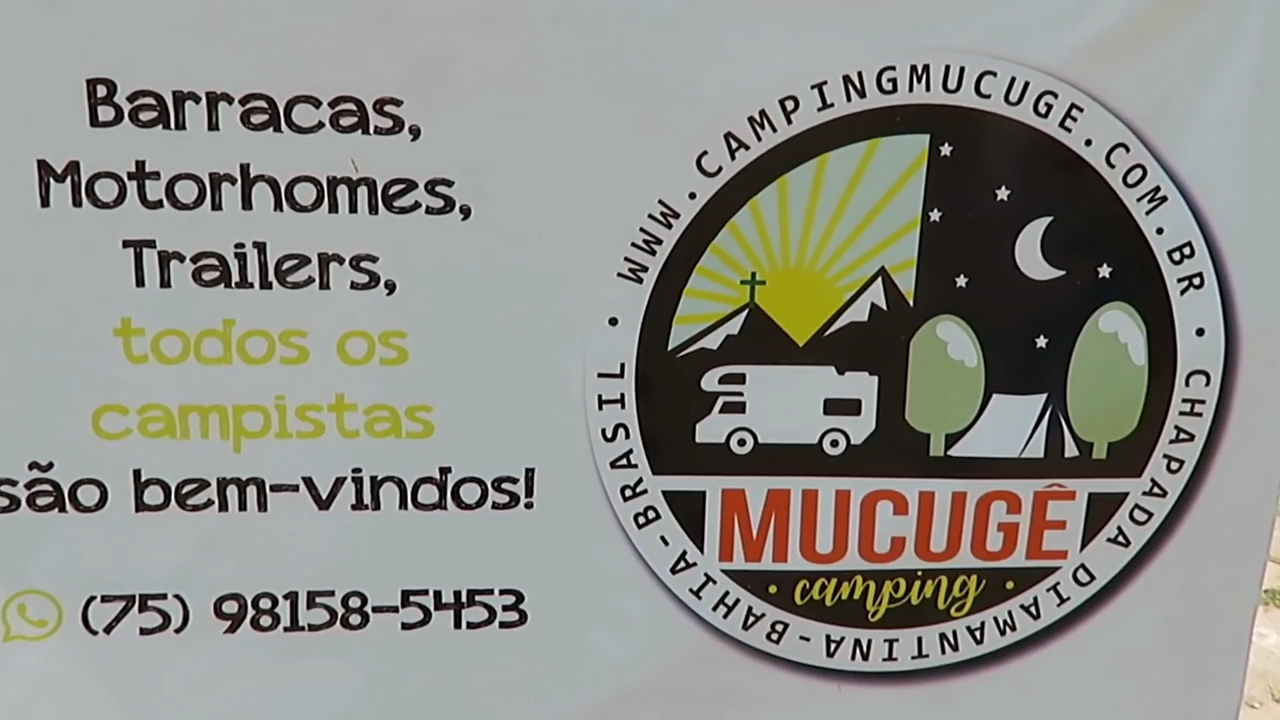 Barracas,
Motorhomes,
Trailers,
todos os
campistas
são bem-vindos!
(75) 98158-5453
WWW.CAMPINGMUCUGE.COM.BR • CHAPADA DIAMANTINA-BAHIA-BRASIL •
MUCUGÊ
• camping •